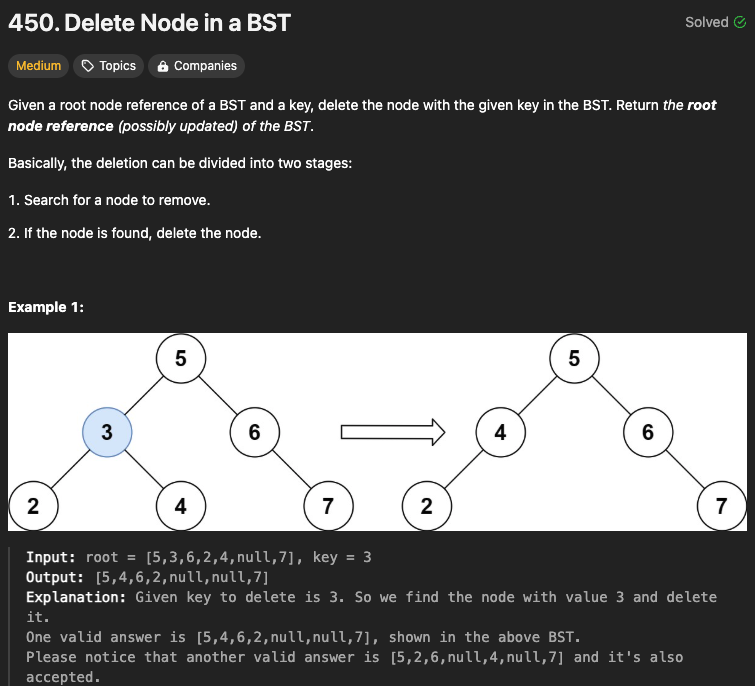 450. Delete Node in a BST
Solved
Medium Topics Companies
Given a root node reference of a BST and a key, delete the node with the given key in the BST. Return the root
node reference (possibly updated) of the BST.
Basically, the deletion can be divided into two stages:
1. Search for a node to remove.
2. If the node is found, delete the node.
Example 1:
5 5
3 6 4 6
2 4 7 2 7
Input: root = [5,3,6,2,4,null,7], key = 3
Output: [5,4,6,2,null,null,7]
Explanation: Given key to delete is 3. So we find the node with value 3 and delete
it.
One valid answer is [5,4,6,2,null,null,7], shown in the above BST.
Please notice that another valid answer is [5,2,6,null,4,null,7] and it's also
accepted.